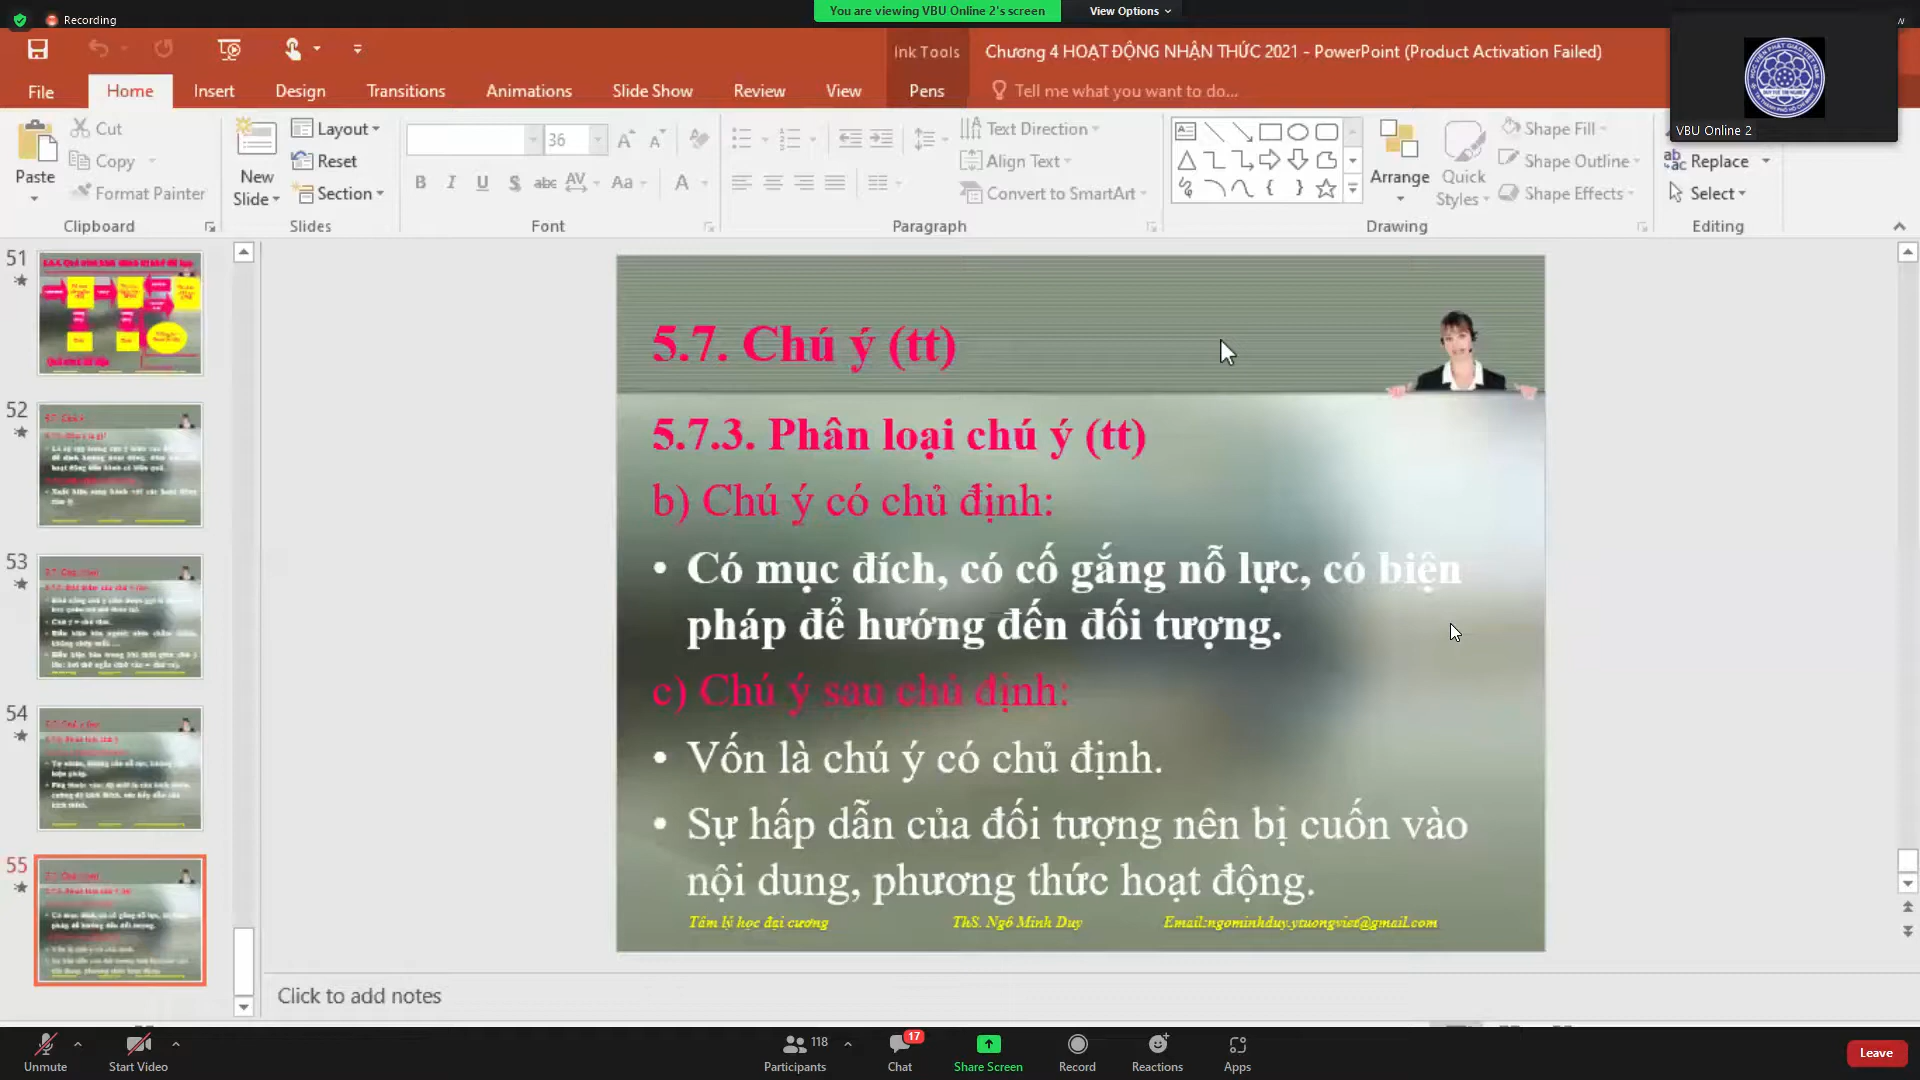 Recording
You are viewing VBU Online 2's screen
View Options
Ink Tools
Chương 4 HOẠT ĐỘNG NHẬN THỨC 2021 - PowerPoint (Product Activation Failed)
File
Home
Insert
Design
Transitions
Animations
Slide Show
Review
View
Pens
Tell me what you want to do...
VBU Online 2
Paste
Cut
Copy
Format Painter
Clipboard
New
Slide
Layout
Reset
Section
Slides
36
Font
Text Direction
Align Text
Convert to SmartArt
Paragraph
Arrange
Quick
Styles
Shape Fill
Shape Outline
Shape Effects
Drawing
Replace
Select
Editing
51
52
53
54
55
5.7. Chú ý (tt)
5.7.3. Phân loại chú ý (tt)
b) Chú ý có chủ định:
• Có mục đích, có cố gắng nỗ lực, có biện
pháp để hướng đến đối tượng.
c) Chú ý sau chủ định:
• Vốn là chú ý có chủ định.
• Sự hấp dẫn của đối tượng nên bị cuốn vào
nội dung, phương thức hoạt động.
Tâm lý học đại cương
ThS. Ngô Minh Duy
Email:ngominhduy.ytuongviet@gmail.com
Click to add notes
Unmute
Start Video
118
Participants
17
Chat
Share Screen
Record
Reactions
Apps
Leave